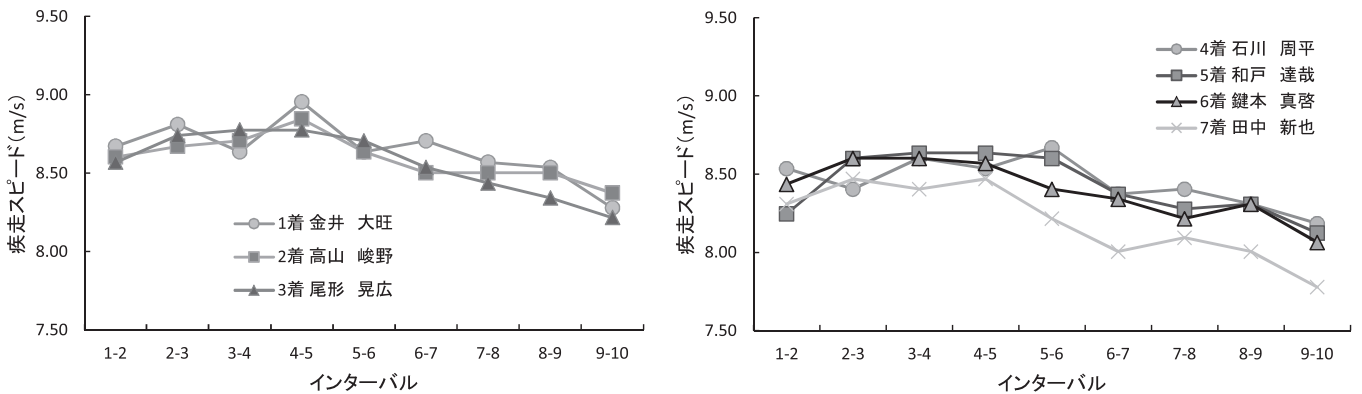 9.50
9.00
8.50
8.00
7.50
疾走スピード(m/s)
1着 金井 大旺
2着 高山 峻野
3着 尾形 晃広
1-2 2-3 3-4 4-5 5-6 6-7 7-8 8-9 9-10
インターバル
9.50
9.00
8.50
8.00
7.50
疾走スピード(m/s)
4着 石川 周平
5着 和戸 達哉
6着 鍵本 真啓
7着 田中 新也
1-2 2-3 3-4 4-5 5-6 6-7 7-8 8-9 9-10
インターバル